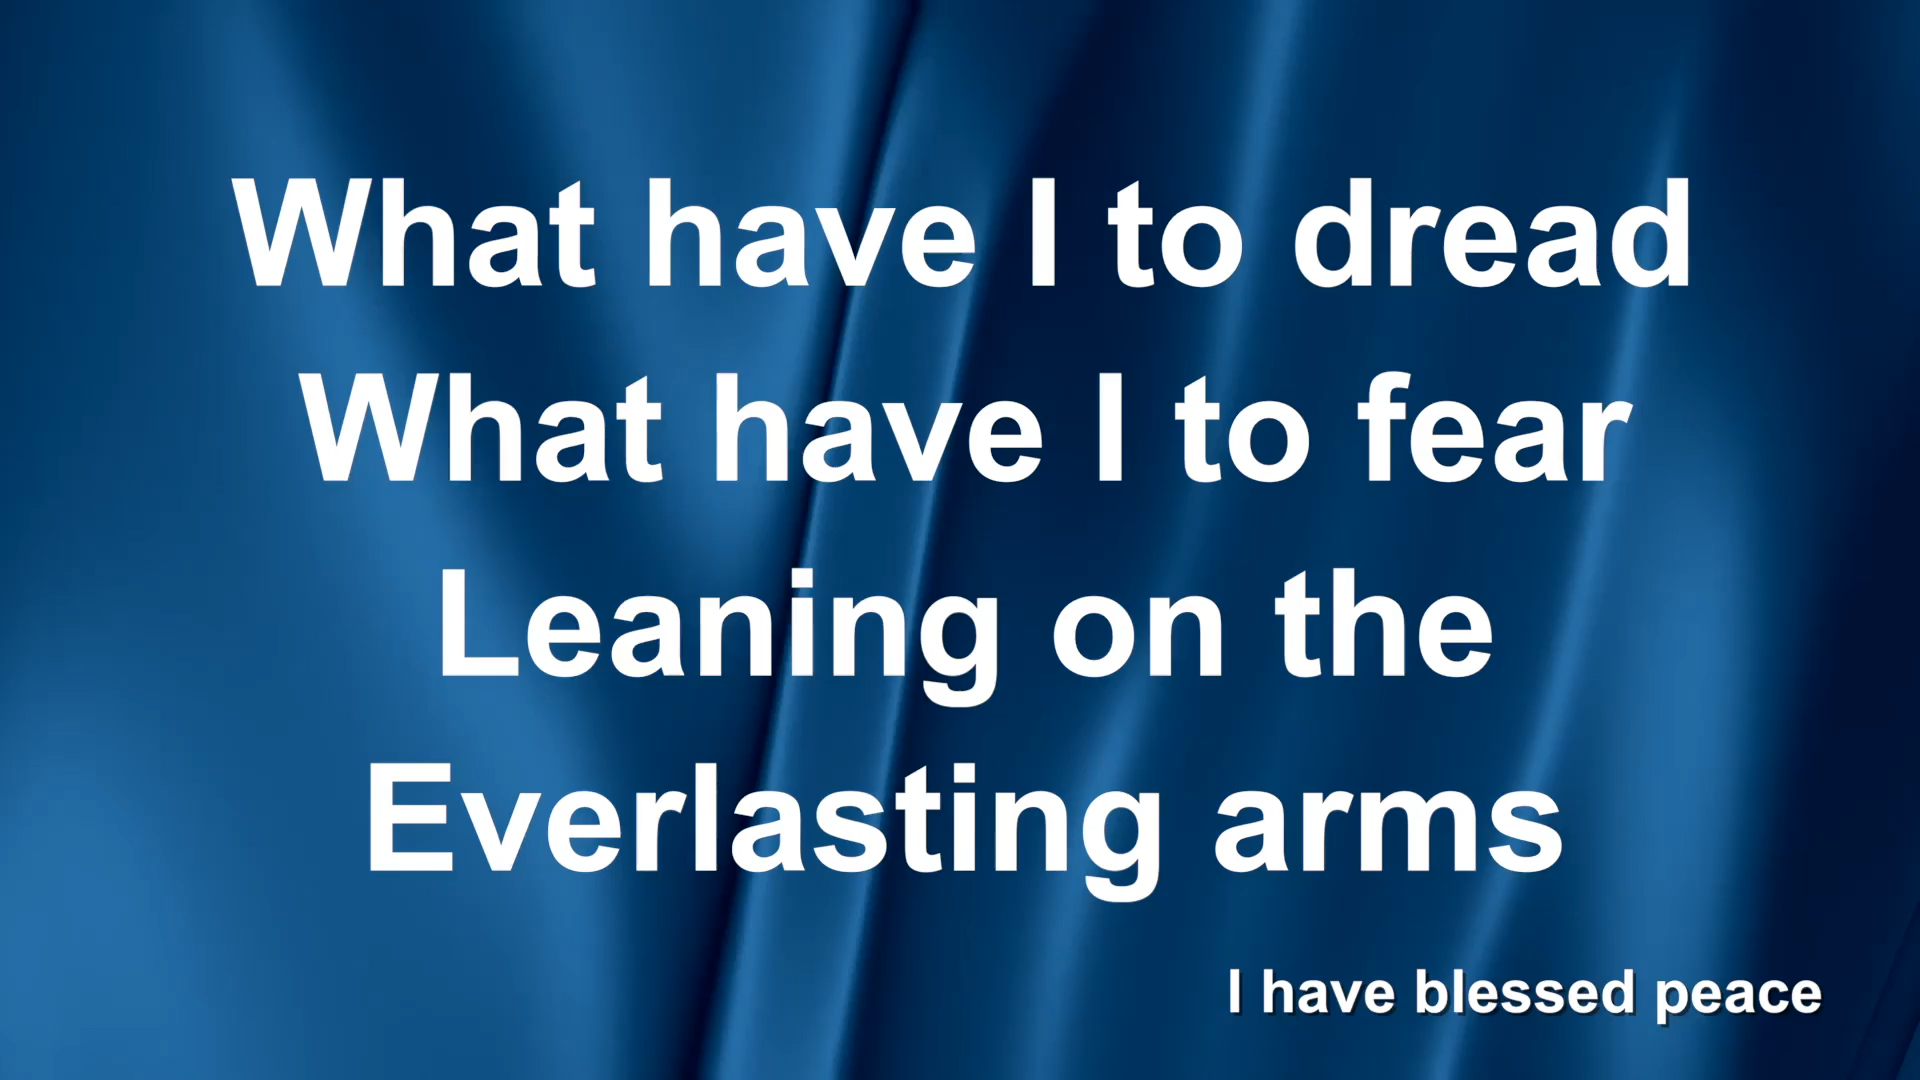 What have I to dread
What have I to fear
Leaning on the
Everlasting arms
I have blessed peace